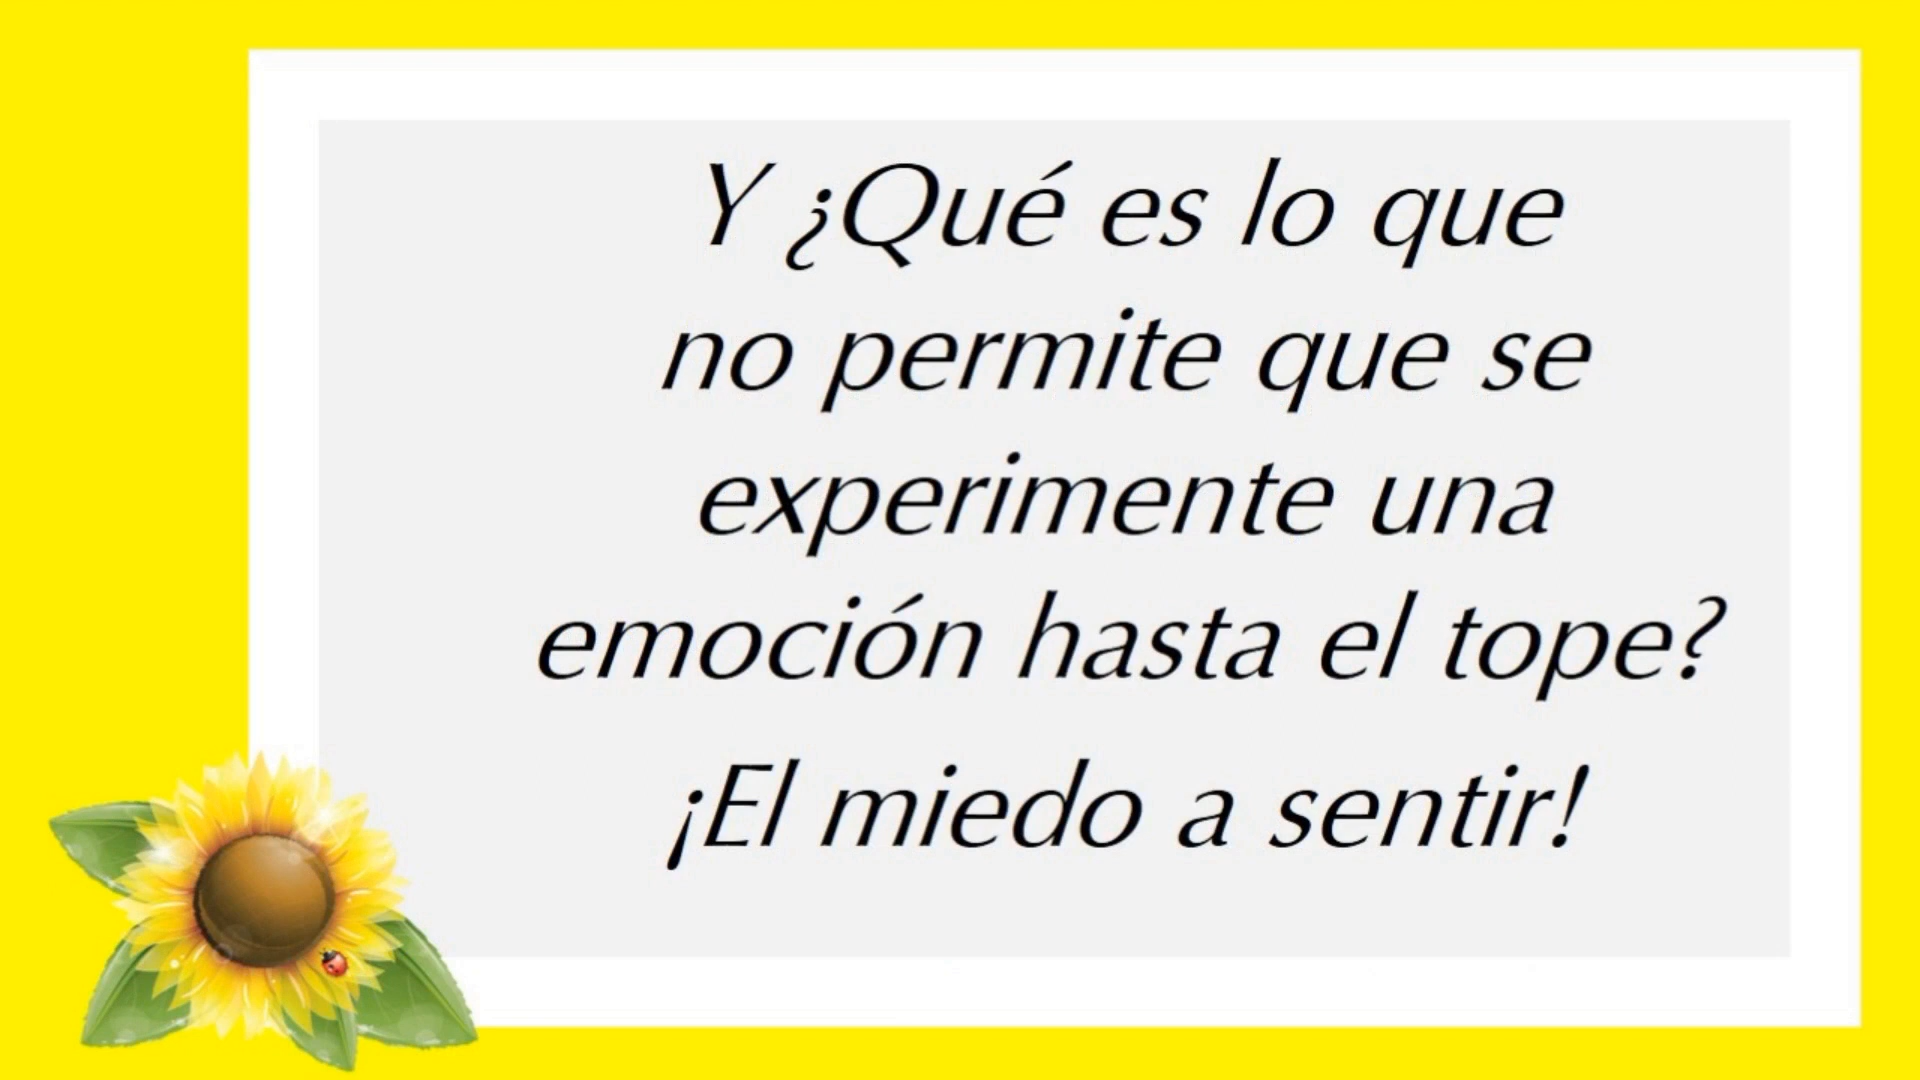 Y ¿Qué es lo que
no permite que se
experimente una
emoción hasta el tope?
¡El miedo a sentir!